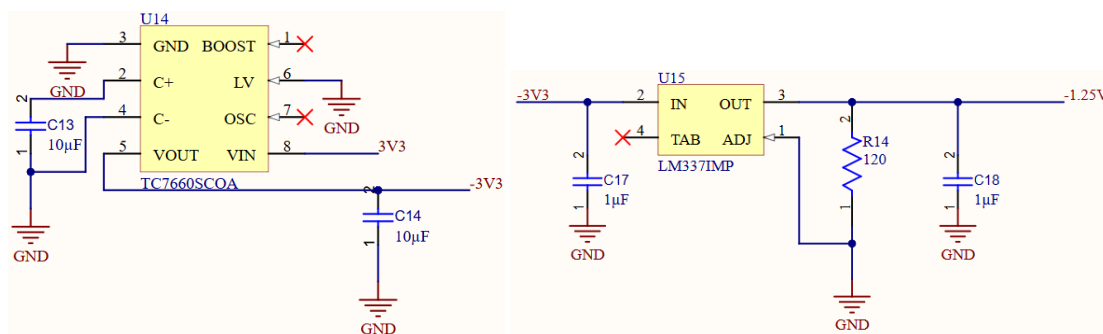 U14
3 GND BOOST 1
2 C+ LV 6
4 C- OSC 7
5 VOUT VIN 8
TC7660SCOA
GND
GND
2
C13
10µF
1
GND
3V3
-3V3
2
C14
10µF
1
GND
U15
-3V3
2 IN OUT 3
4 TAB ADJ 1
LM337IMP
-1.25V
2
C17
1µF
1
GND
2
R14
120
1
GND
2
C18
1µF
1
GND